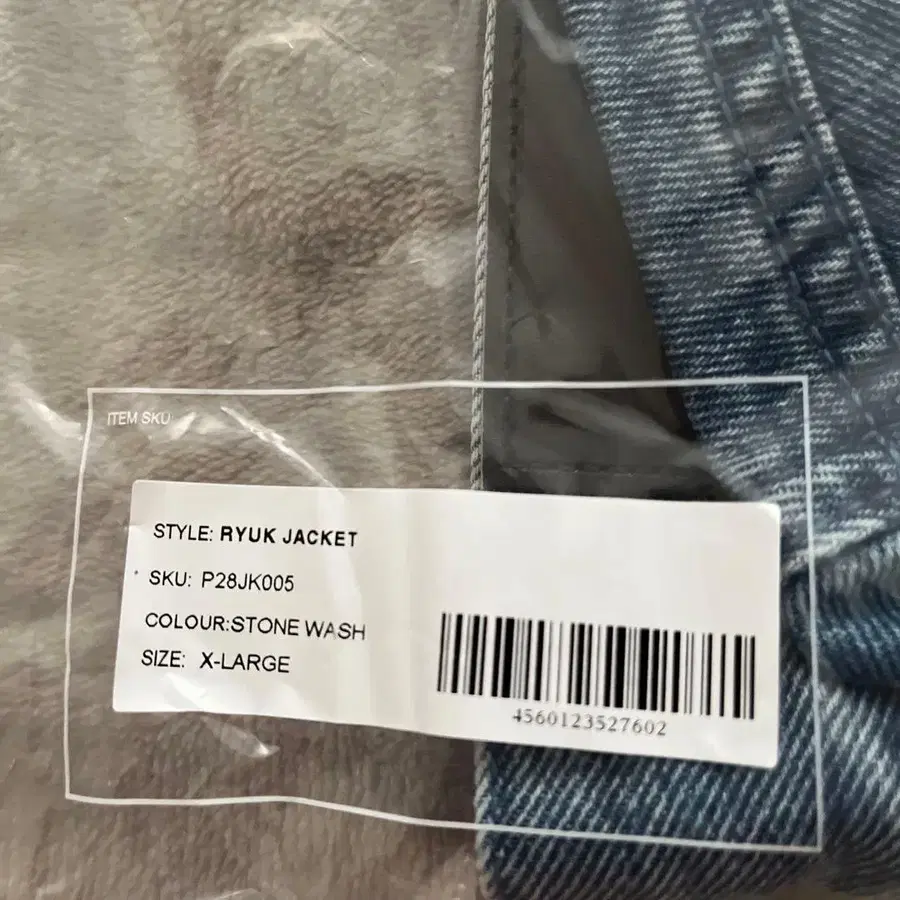 ITEM SKU
STYLE: RYUK JACKET
SKU: P28JK005
COLOUR:STONE WASH
SIZE: X-LARGE
4560123527602